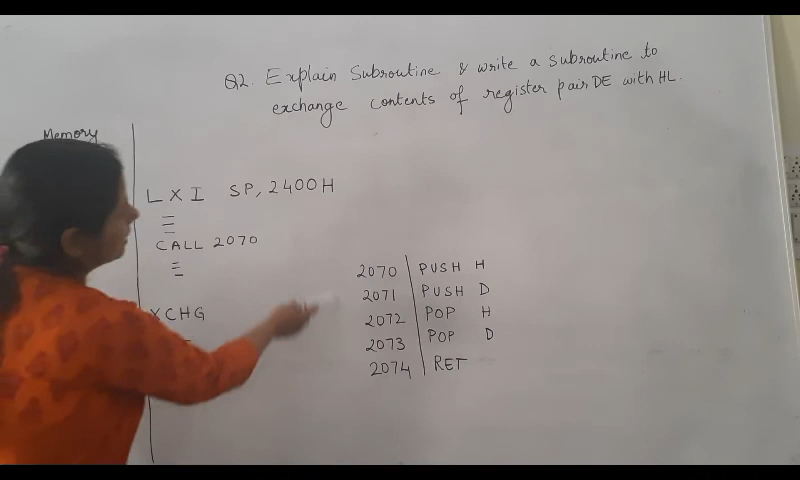 Q2. Explain Subroutine & write a subroutine to
exchange contents of register pair DE with HL.
Memory
LXI SP, 2400H
CALL 2070
XCHG
2070 PUSH H
2071 PUSH D
2072 POP H
2073 POP D
2074 RET